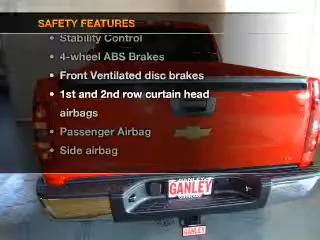 SAFETY FEATURES
Stability Control
4-wheel ABS Brakes
Front Ventilated disc brakes
1st and 2nd row curtain head
airbags
Passenger Airbag
Side airbag
GANLEY
GANLEY